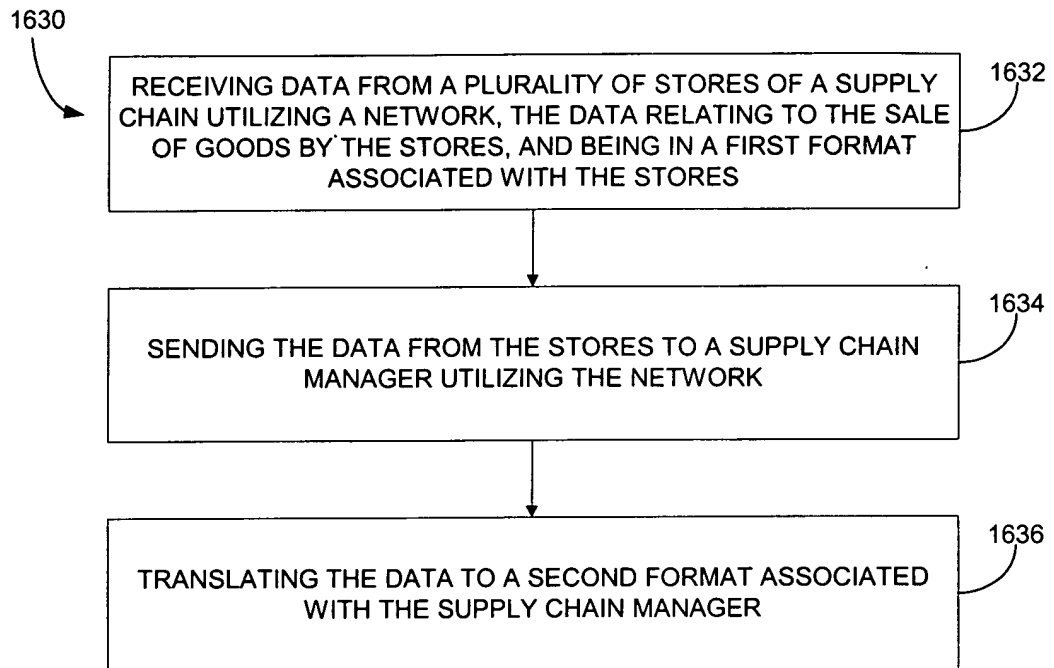 1630
RECEIVING DATA FROM A PLURALITY OF STORES OF A SUPPLY
CHAIN UTILIZING A NETWORK, THE DATA RELATING TO THE SALE
OF GOODS BY THE STORES, AND BEING IN A FIRST FORMAT
ASSOCIATED WITH THE STORES
1632
SENDING THE DATA FROM THE STORES TO A SUPPLY CHAIN
MANAGER UTILIZING THE NETWORK
1634
TRANSLATING THE DATA TO A SECOND FORMAT ASSOCIATED
WITH THE SUPPLY CHAIN MANAGER
1636